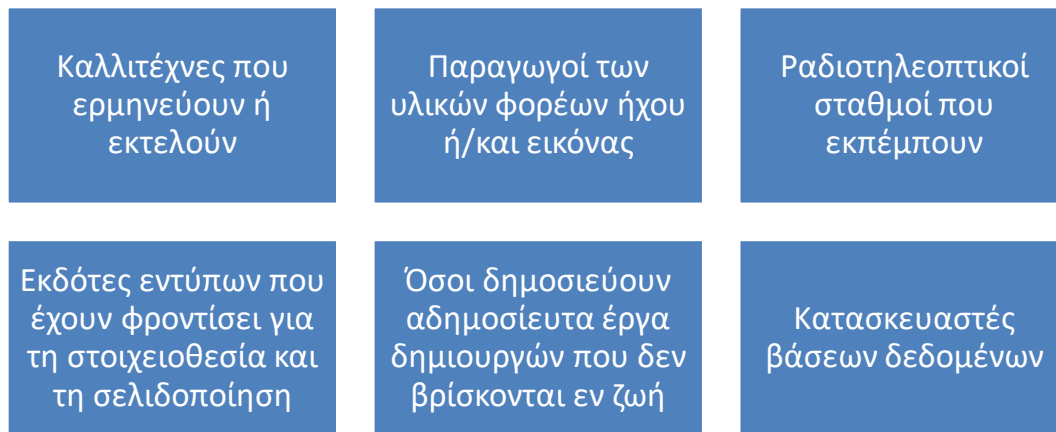 Καλλιτέχνες που
ερμηνεύουν ή
εκτελούν
Παραγωγοί των
υλικών φορέων ήχου
ή/και εικόνας
Ραδιοτηλεοπτικοί
σταθμοί που
εκπέμπουν
Εκδότες εντύπων που
έχουν φροντίσει για
τη στοιχειοθεσία και
τη σελιδοποίηση
Όσοι δημοσιεύουν
αδημοσίευτα έργα
δημιουργών που δεν
βρίσκονται εν ζωή
Κατασκευαστές
βάσεων δεδομένων